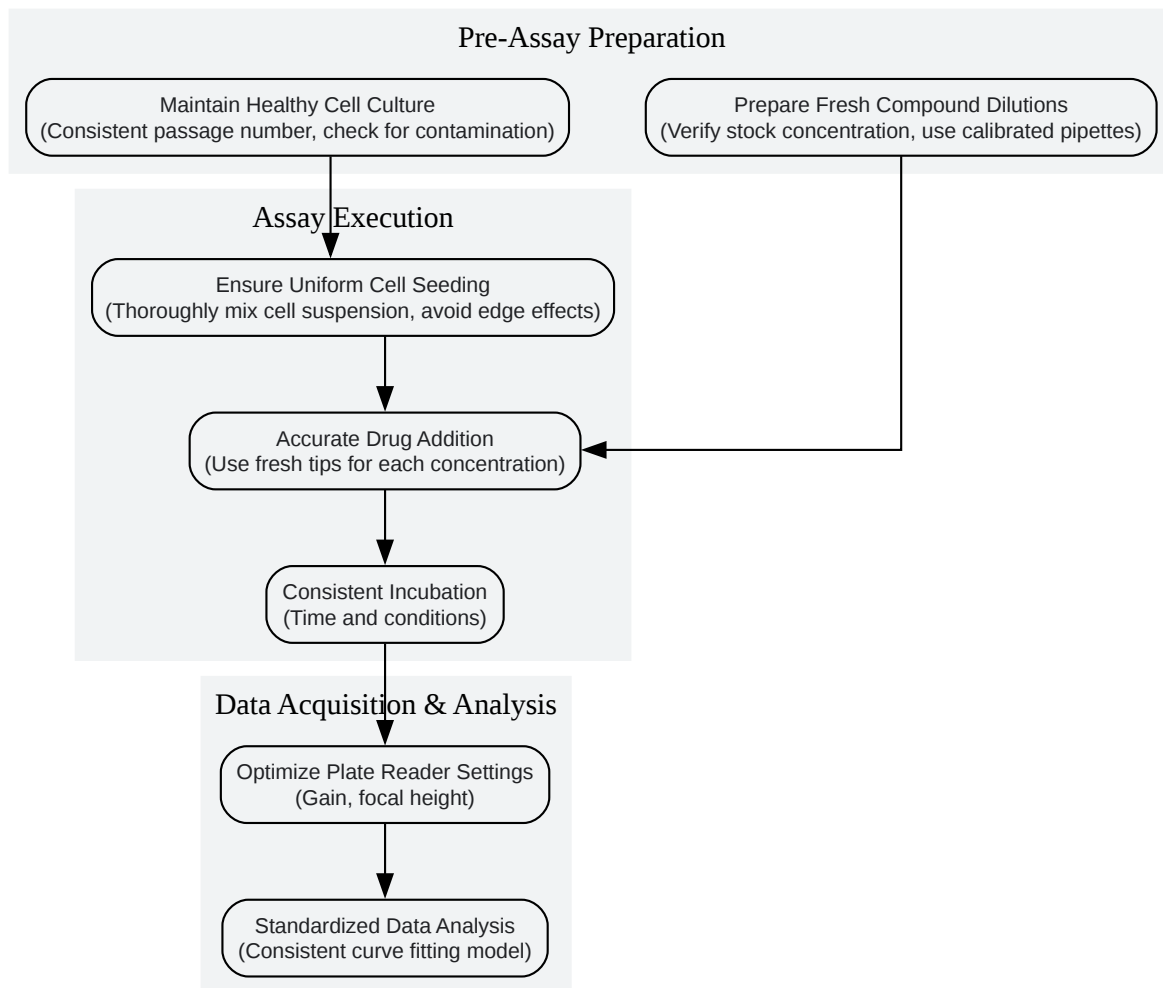 Pre-Assay Preparation
Maintain Healthy Cell Culture
(Consistent passage number, check for contamination)
Prepare Fresh Compound Dilutions
(Verify stock concentration, use calibrated pipettes)
Assay Execution
Ensure Uniform Cell Seeding
(Thoroughly mix cell suspension, avoid edge effects)
Accurate Drug Addition
(Use fresh tips for each concentration)
Consistent Incubation
(Time and conditions)
Data Acquisition & Analysis
Optimize Plate Reader Settings
(Gain, focal height)
Standardized Data Analysis
(Consistent curve fitting model)